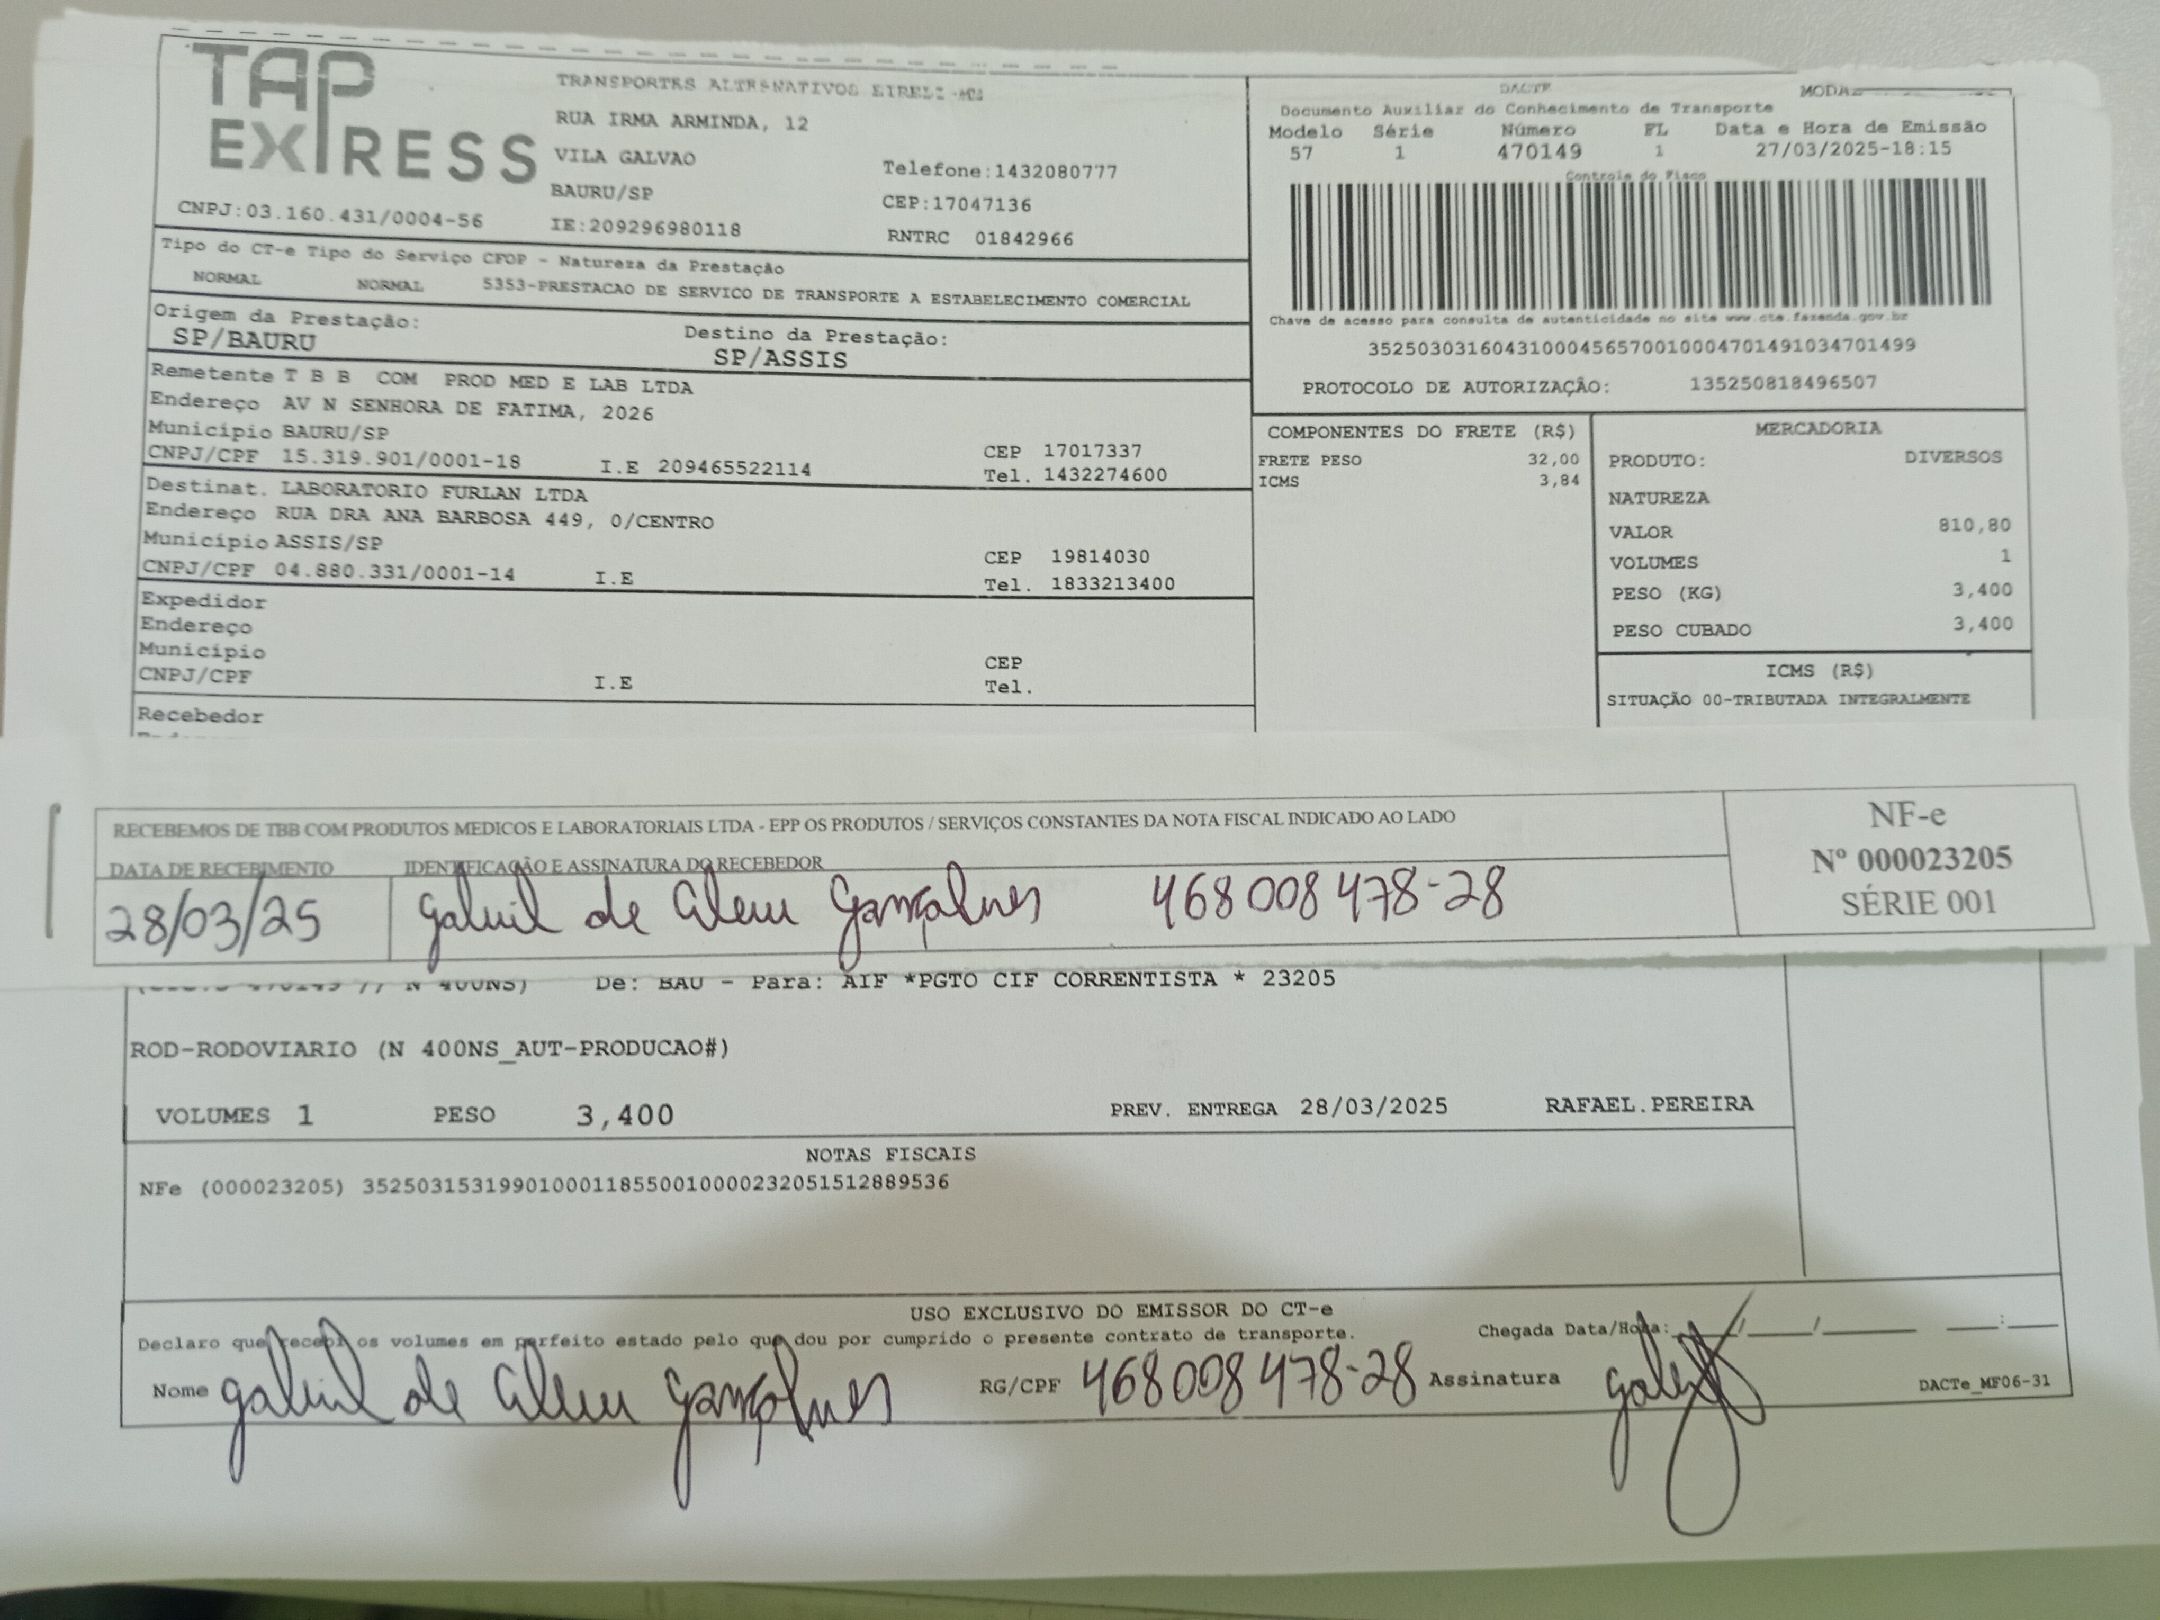 TAP
EXPRESS
TRANSPORTES ALTERNATIVOS EIRELI
RUA IRMA ARMINDA, 12
VILA GALVAO
BAURU/SP
Telefone:1432080777
CEP:17047136
CNPJ:03.160.431/0004-56
IE:209296980118
RNTRC 01842966
DACTE
MODAL
Documento Auxiliar do Conhecimento de Transporte
Modelo Série Número FL Data e Hora de Emissão
57 1 470149 1 27/03/2025-18:15
Controle do Fisco
Chave de acesso para consulta de autenticidade no site www.cte.fazenda.gov.br
35250303160431000456570010004701491034701499
PROTOCOLO DE AUTORIZAÇÃO: 135250818496507
Tipo do CT-e Tipo do Serviço CFOP - Natureza da Prestação
NORMAL NORMAL 5353-PRESTACAO DE SERVICO DE TRANSPORTE A ESTABELECIMENTO COMERCIAL
Origem da Prestação: Destino da Prestação:
SP/BAURU SP/ASSIS
Remetente T B B COM PROD MED E LAB LTDA
Endereço AV N SENHORA DE FATIMA, 2026
Município BAURU/SP CEP 17017337
CNPJ/CPF 15.319.901/0001-18 I.E 209465522114 Tel. 1432274600
Destinat. LABORATORIO FURLAN LTDA
Endereço RUA DRA ANA BARBOSA 449, 0/CENTRO
Município ASSIS/SP CEP 19814030
CNPJ/CPF 04.880.331/0001-14 I.E Tel. 1833213400
Expedidor
Endereço
Município CEP
CNPJ/CPF I.E Tel.
Recebedor
COMPONENTES DO FRETE (R$)
FRETE PESO 32,00
ICMS 3,84
MERCADORIA
PRODUTO: DIVERSOS
NATUREZA
VALOR 810,80
VOLUMES 1
PESO (KG) 3,400
PESO CUBADO 3,400
ICMS (R$)
SITUAÇÃO 00-TRIBUTADA INTEGRALMENTE
RECEBEMOS DE TBB COM PRODUTOS MEDICOS E LABORATORIAIS LTDA - EPP OS PRODUTOS / SERVIÇOS CONSTANTES DA NOTA FISCAL INDICADO AO LADO
DATA DE RECEBIMENTO IDENTIFICAÇÃO E ASSINATURA DO RECEBEDOR
28/03/25 de Gonçalves 468008478-28
NF-e
Nº 000023205
SÉRIE 001
De: BAU - Para: AIF *PGTO CIF CORRENTISTA * 23205
ROD-RODOVIARIO (N 400NS_AUT-PRODUCAO#)
VOLUMES 1 PESO 3,400 PREV. ENTREGA 28/03/2025 RAFAEL.PEREIRA
NOTAS FISCAIS
NFe (000023205) 35250315319901000118550010000232051512889536
USO EXCLUSIVO DO EMISSOR DO CT-e
Declaro que recebi os volumes em perfeito estado pelo que dou por cumprido o presente contrato de transporte. Chegada Data/Hora: __/__/__ __:__
Nome de Gonçalves RG/CPF 468008478-28 Assinatura
DACTe_MF06-31